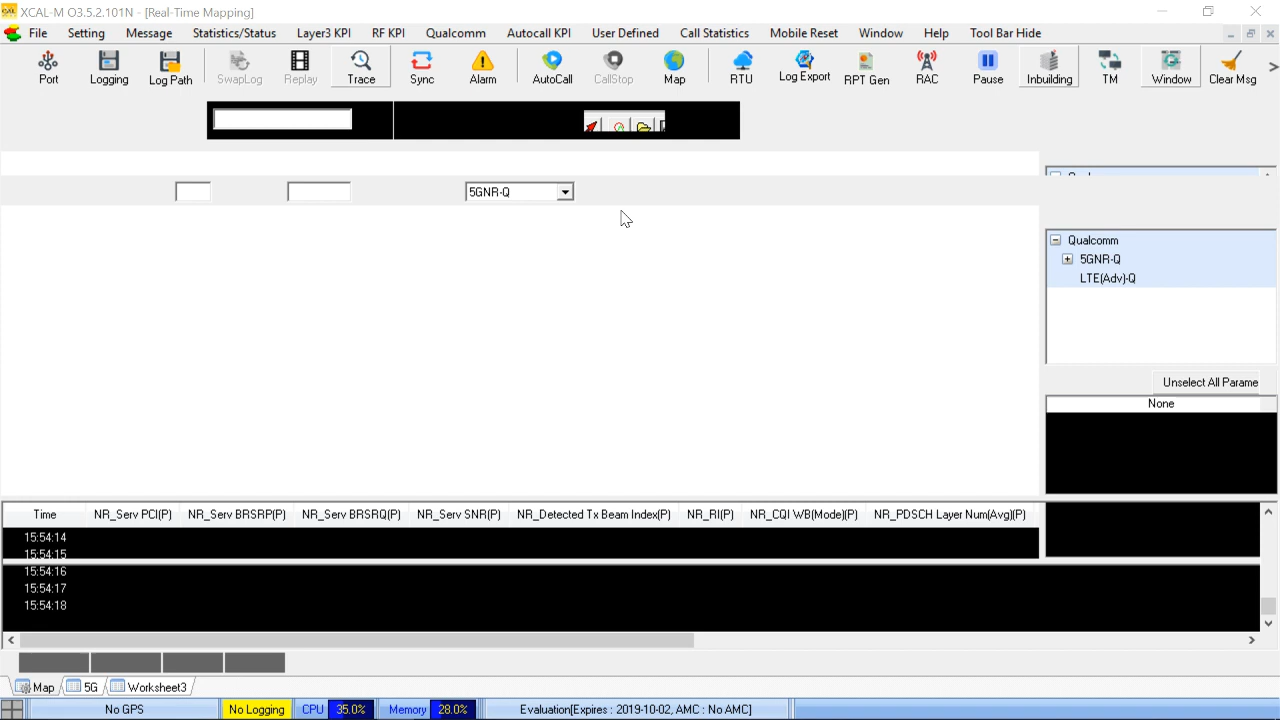 XCAL-M O3.5.2.101N - [Real-Time Mapping]
File Setting Message Statistics/Status Layer3 KPI RF KPI Qualcomm Autocall KPI User Defined Call Statistics Mobile Reset Window Help Tool Bar Hide
Port Logging Log Path SwapLog Replay Trace Sync Alarm AutoCall CallStop Map RTU Log Export RPT Gen RAC Pause Inbuilding TM Window Clear Msg
5GNR-Q
Qualcomm
5GNR-Q
LTE(Adv)-Q
Unselect All Parame
None
Time NR_Serv PCI(P) NR_Serv BRSRP(P) NR_Serv BRSRQ(P) NR_Serv SNR(P) NR_Detected Tx Beam Index(P) NR_RI(P) NR_CQI WB(Mode)(P) NR_PDSCH Layer Num(Avg)(P)
15:54:14
15:54:15
15:54:16
15:54:17
15:54:18
Map 5G Worksheet3
No GPS No Logging CPU 35.0% Memory 28.0% Evaluation[Expires : 2019-10-02, AMC : No AMC]